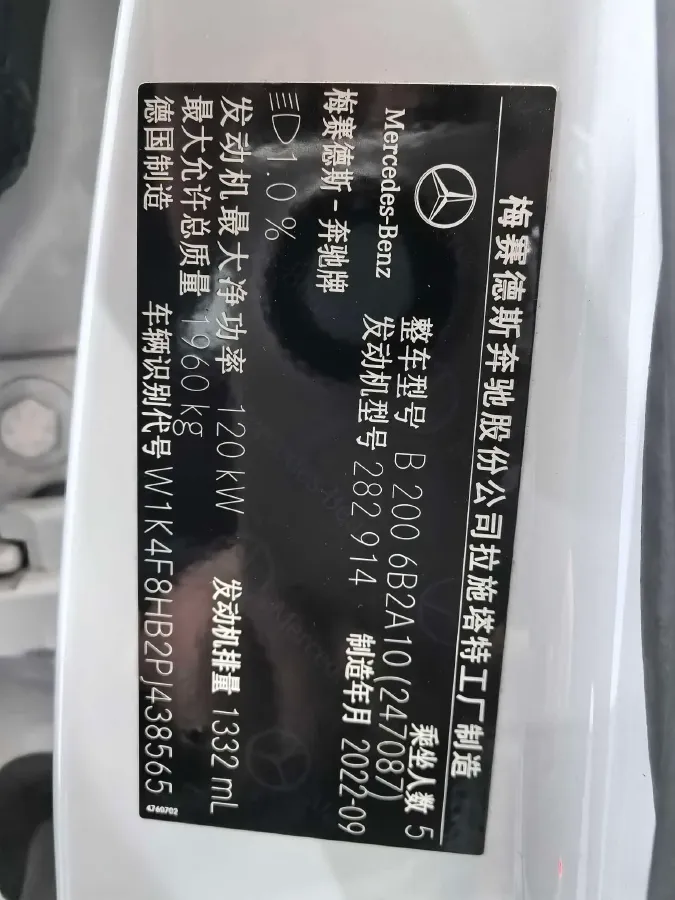 梅赛德斯奔驰股份公司拉施塔特工厂制造
Mercedes-Benz
整车型号 B 200 6B2A10(247087)
乘坐人数 5
发动机型号 282 914
制造年月 2022-09
梅赛德斯-奔驰牌
1.0 %
发动机最大净功率 120 kW
发动机排量 1332 mL
最大允许总质量 1960 kg
德国制造
车辆识别代号 W1K4F8HB2PJ438565
4760702